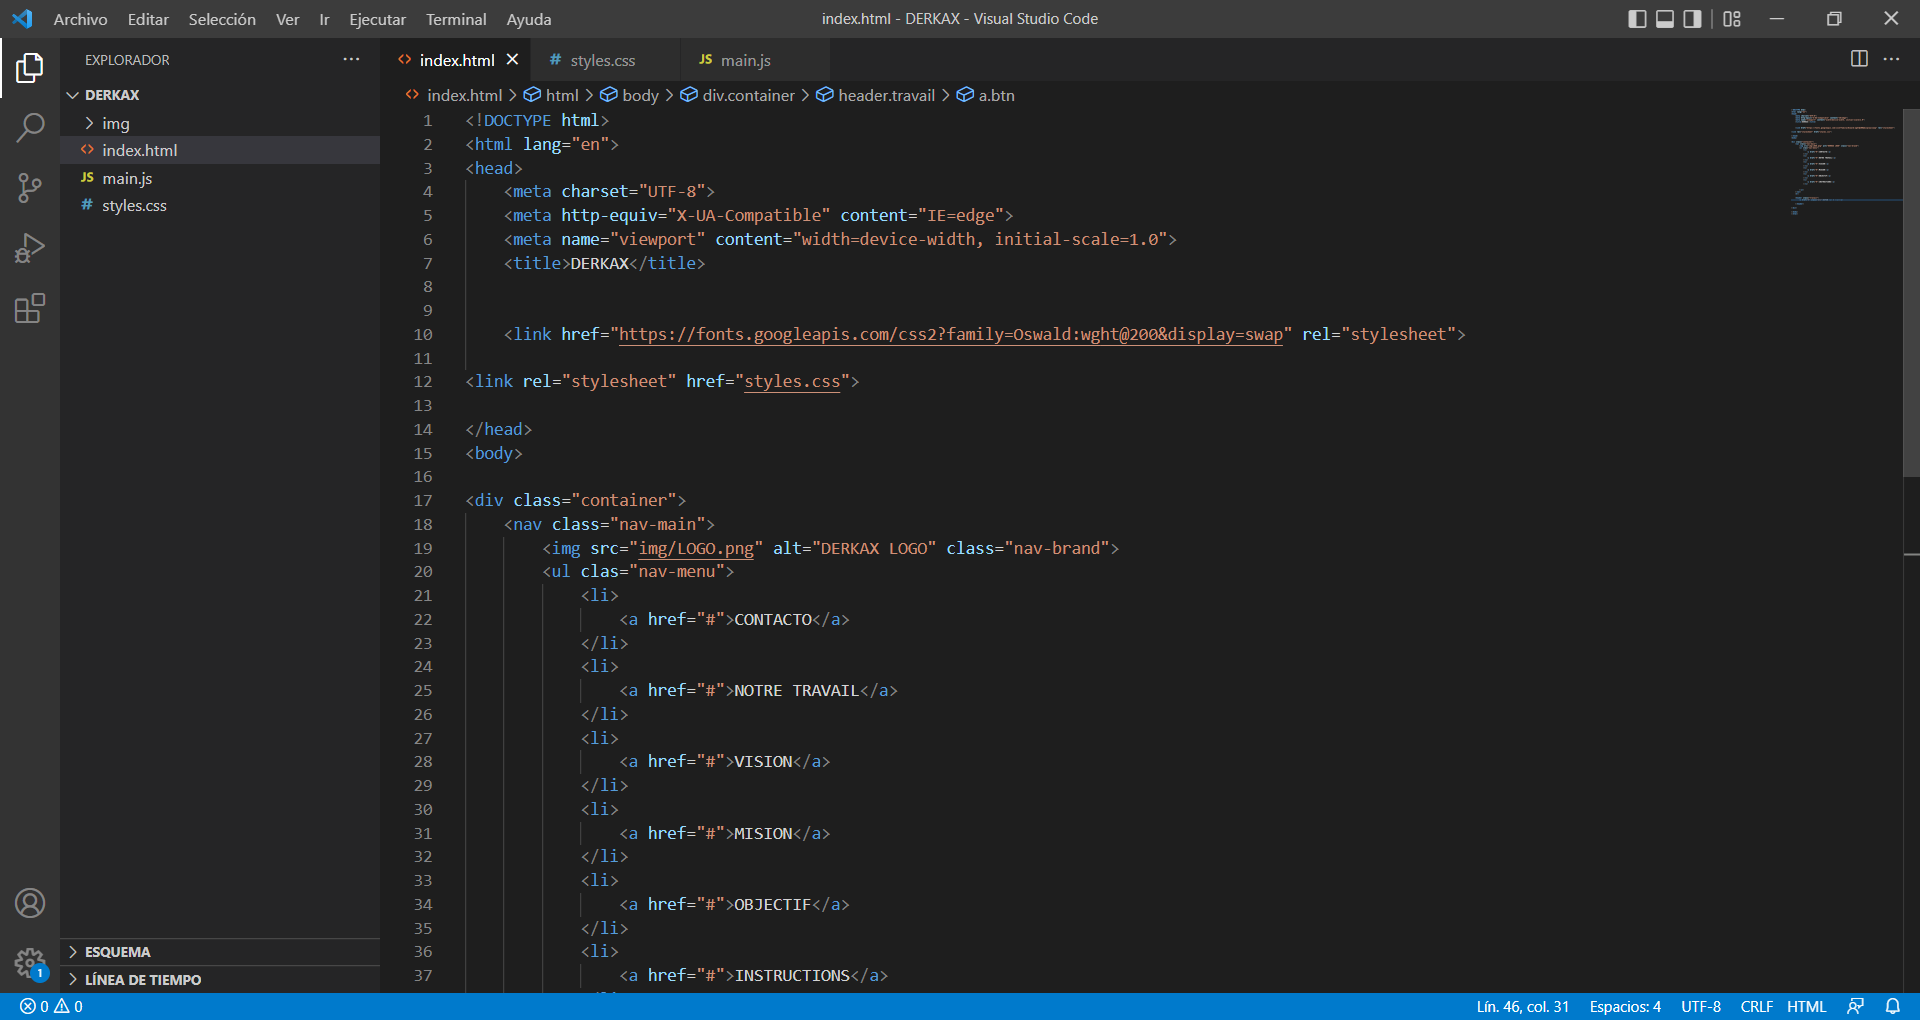 Archivo Editar Selección Ver Ir Ejecutar Terminal Ayuda
index.html - DERKAX - Visual Studio Code
EXPLORADOR
DERKAX
img
index.html
main.js
styles.css
ESQUEMA
LÍNEA DE TIEMPO
index.html styles.css main.js
index.html > html > body > div.container > header.travail > a.btn
1 <!DOCTYPE html>
2 <html lang="en">
3 <head>
4 <meta charset="UTF-8">
5 <meta http-equiv="X-UA-Compatible" content="IE=edge">
6 <meta name="viewport" content="width=device-width, initial-scale=1.0">
7 <title>DERKAX</title>
8
9
10 <link href="https://fonts.googleapis.com/css2?family=Oswald:wght@200&display=swap" rel="stylesheet">
11
12 <link rel="stylesheet" href="styles.css">
13
14 </head>
15 <body>
16
17 <div class="container">
18 <nav class="nav-main">
19 <img src="img/LOGO.png" alt="DERKAX LOGO" class="nav-brand">
20 <ul clas="nav-menu">
21 <li>
22 <a href="#">CONTACTO</a>
23 </li>
24 <li>
25 <a href="#">NOTRE TRAVAIL</a>
26 </li>
27 <li>
28 <a href="#">VISION</a>
29 </li>
30 <li>
31 <a href="#">MISION</a>
32 </li>
33 <li>
34 <a href="#">OBJECTIF</a>
35 </li>
36 <li>
37 <a href="#">INSTRUCTIONS</a>
1
0 0
Lín. 46, col. 31 Espacios: 4 UTF-8 CRLF HTML